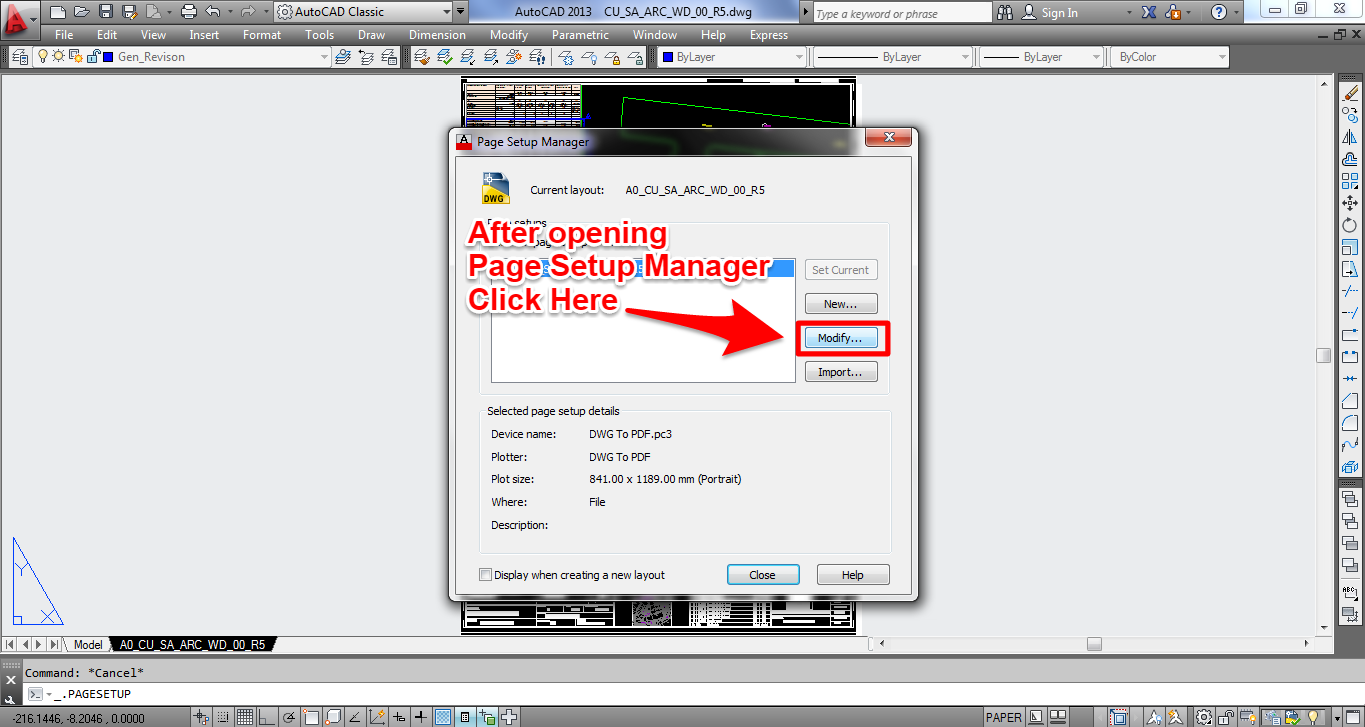 AutoCAD Classic
AutoCAD 2013 CU_SA_ARC_WD_00_R5.dwg
Type a keyword or phrase
Sign In
File Edit View Insert Format Tools Draw Dimension Modify Parametric Window Help Express
Gen_Revison
ByLayer
ByLayer
ByLayer
ByColor
Page Setup Manager
DWG
Current layout: A0_CU_SA_ARC_WD_00_R5
After opening
Page Setup Manager
Click Here
Set Current
New...
Modify...
Import...
Selected page setup details
Device name: DWG To PDF.pc3
Plotter: DWG To PDF
Plot size: 841.00 x 1189.00 mm (Portrait)
Where: File
Description:
Display when creating a new layout
Close
Help
Y
X
ABC
Model A0_CU_SA_ARC_WD_00_R5
Command: *Cancel*
_.PAGESETUP
-216.1446, -8.2046 , 0.0000
PAPER